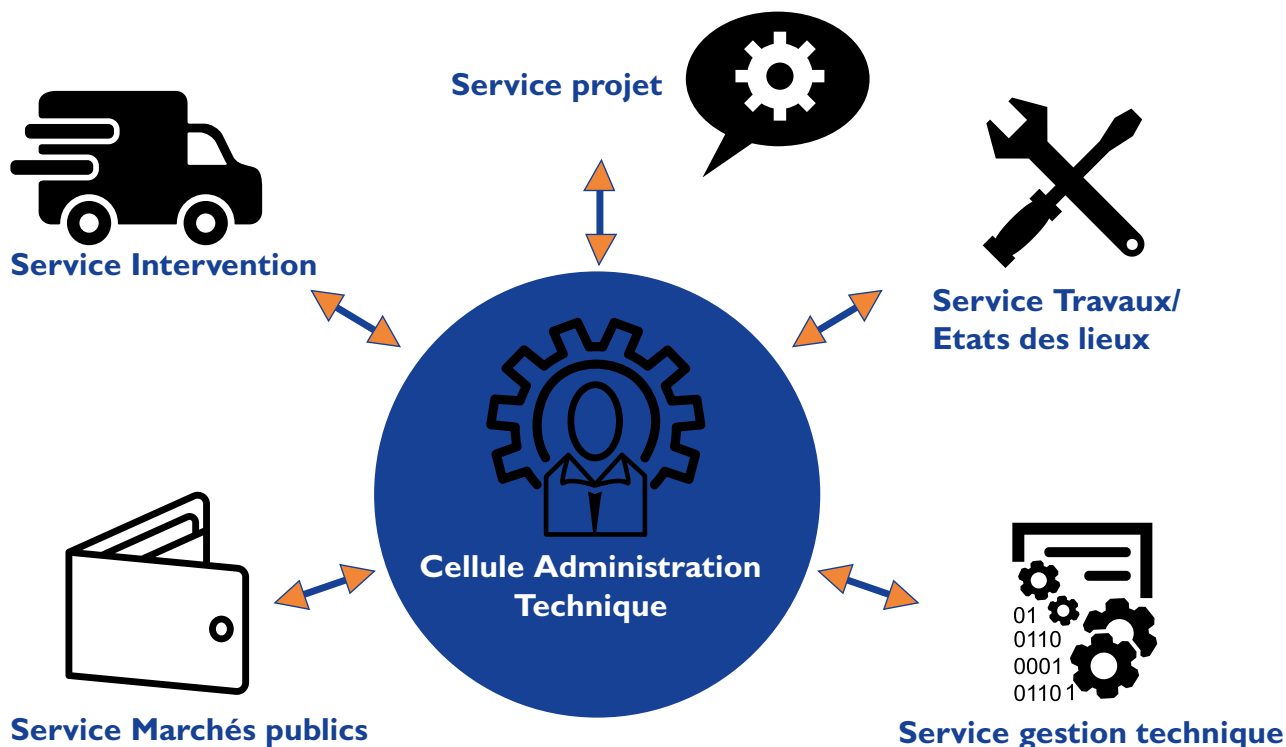 Service projet
Service Intervention
Service Travaux/
Etats des lieux
Cellule Administration
Technique
01
0110
0001
0110 1
Service Marchés publics
Service gestion technique